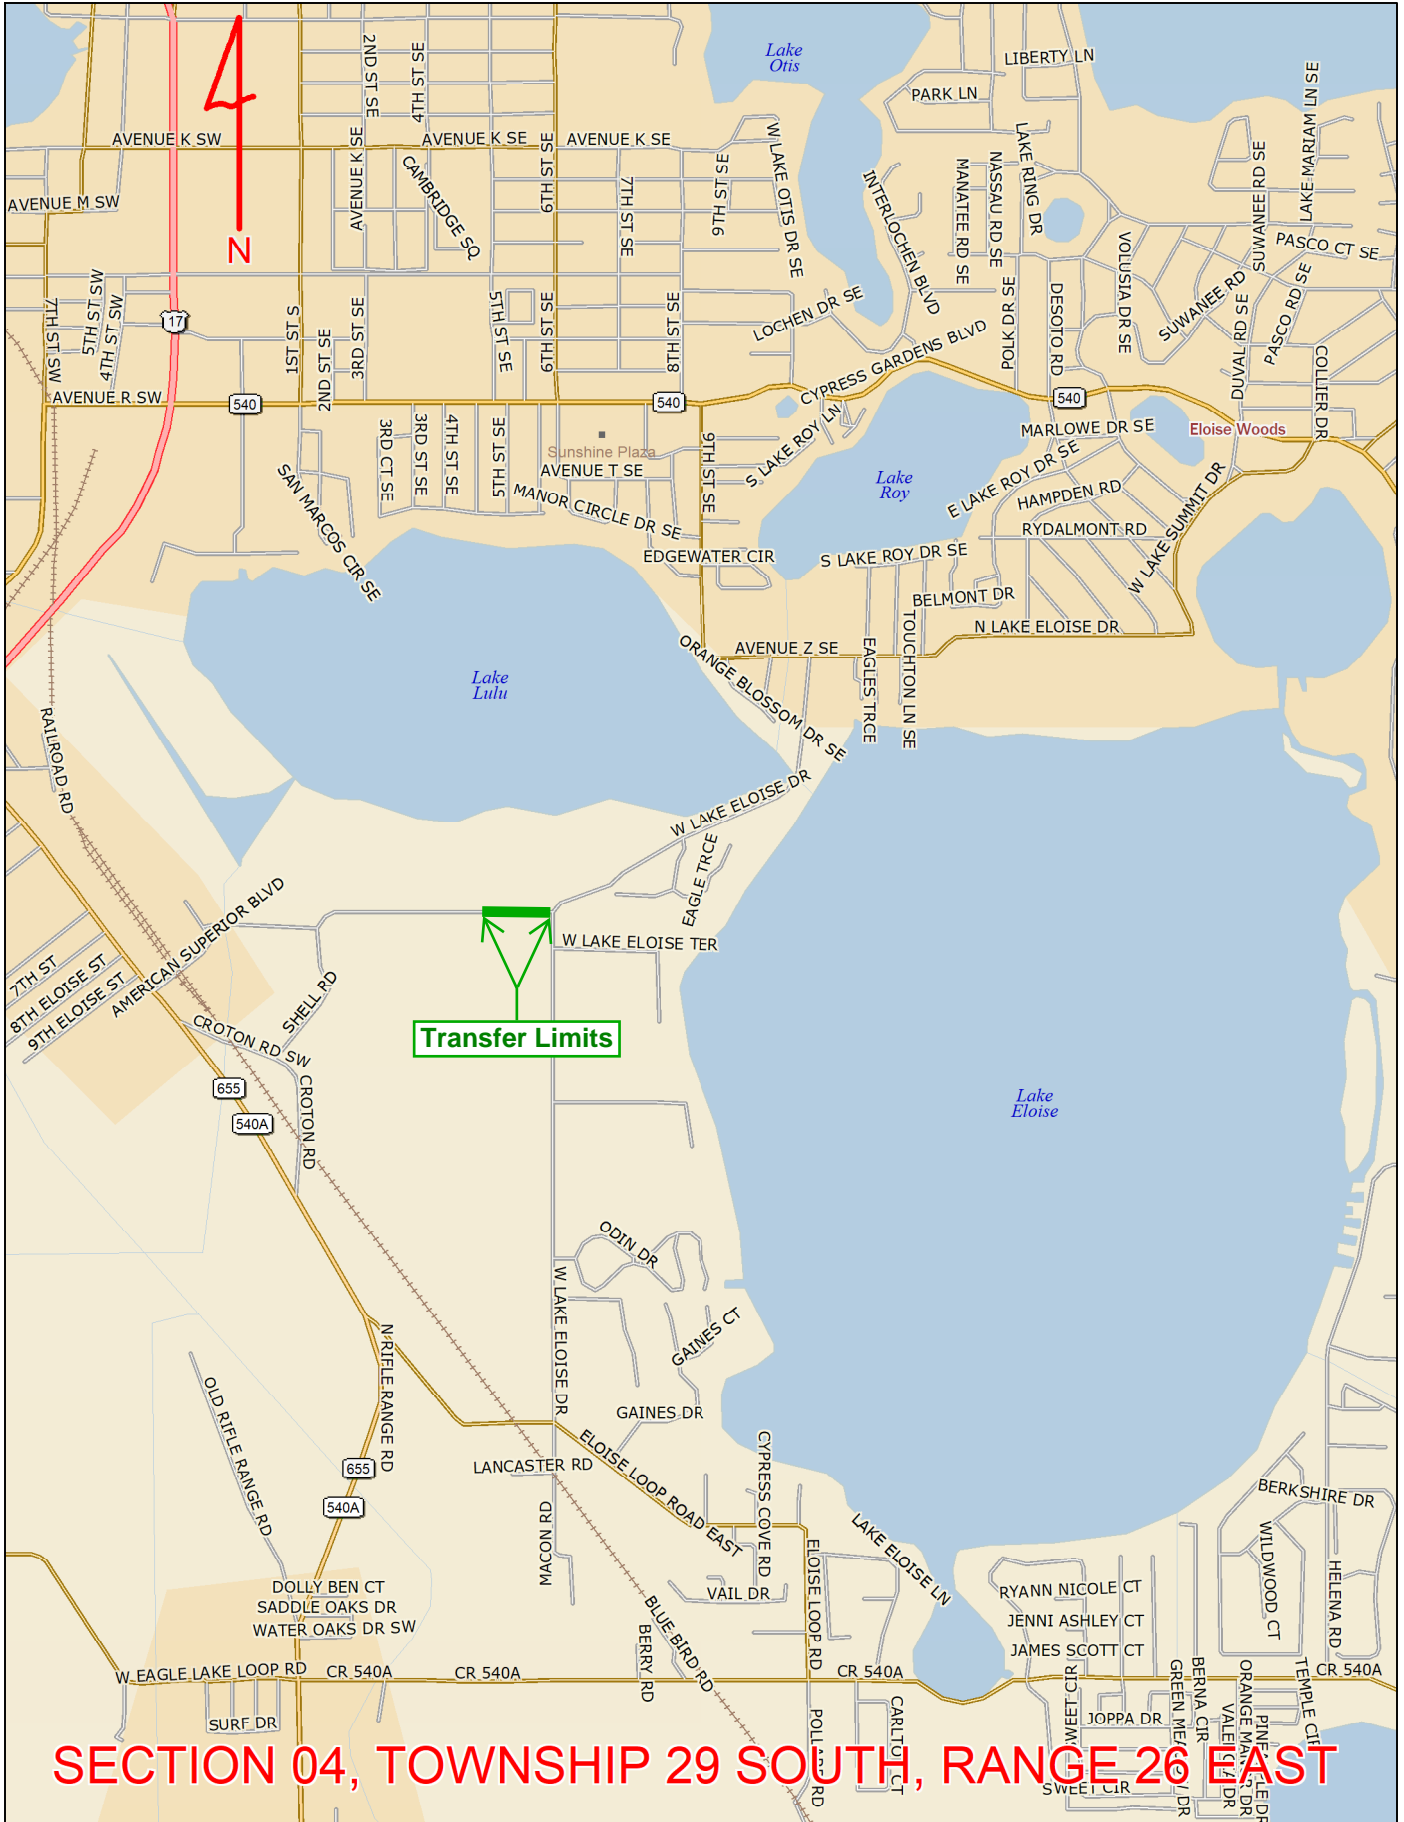 Lake
Otis
LIBERTY LN
PARK LN
2ND ST SE
4TH ST SE
AVENUE K SW
AVENUE K SE
AVENUE K SE
AVENUE K SE
CAMBRIDGE SQ
6TH ST SE
7TH ST SE
9TH ST SE
W LAKE OTIS DR SE
INTERLOCHEN BLVD
MANATEE RD SE
NASSAU RD SE
LAKE RING DR
SUWANEE RD SE
LAKE MARIAM LN SE
AVENUE M SW
N
PASCO CT SE
VOLUSIA DR SE
SUWANEE RD
PASCO RD SE
DUVAL RD SE
COLLIER DR
7TH ST SW
5TH ST SW
4TH ST SW
17
1ST ST S
2ND ST SE
3RD ST SE
5TH ST SE
6TH ST SE
8TH ST SE
LOCHEN DR SE
CYPRESS GARDENS BLVD
POLK DR SE
DESOTO RD
AVENUE R SW
540
540
540
MARLOWE DR SE
Eloise Woods
3RD CT SE
3RD ST SE
4TH ST SE
5TH ST SE
Sunshine Plaza
AVENUE T SE
9TH ST SE
S LAKE ROY LN
Lake
Roy
E LAKE ROY DR SE
HAMPDEN RD
RYDALMONT RD
W LAKE SUMMIT DR
SAN MARCOS CIR SE
MANOR CIRCLE DR SE
EDGEWATER CIR
S LAKE ROY DR SE
BELMONT DR
N LAKE ELOISE DR
AVENUE Z SE
ORANGE BLOSSOM DR SE
EAGLES TRCE
TOUCHTON LN SE
Lake
Lulu
RAILROAD RD
W LAKE ELOISE DR
EAGLE TRCE
AMERICAN SUPERIOR BLVD
W LAKE ELOISE TER
7TH ST
8TH ELOISE ST
9TH ELOISE ST
SHELL RD
CROTON RD SW
Transfer Limits
655
540A
CROTON RD
Lake
Eloise
ODIN DR
W LAKE ELOISE DR
GAINES CT
N RIFLE RANGE RD
OLD RIFLE RANGE RD
GAINES DR
ELOISE LOOP ROAD EAST
LANCASTER RD
CYPRESS COVE RD
655
540A
MACON RD
LAKE ELOISE LN
BERKSHIRE DR
WILDWOOD CT
HELENA RD
ELOISE LOOP RD
VAIL DR
DOLLY BEN CT
SADDLE OAKS DR
WATER OAKS DR SW
RYANN NICOLE CT
JENNI ASHLEY CT
JAMES SCOTT CT
BLUE BIRD RD
BERRY RD
W EAGLE LAKE LOOP RD
CR 540A
CR 540A
CR 540A
CR 540A
SURF DR
SWEET CIR
JOPPA DR
BERNA CIR
TEMPLE CIR
SWEET CIR
SECTION 04, TOWNSHIP 29 SOUTH, RANGE 26 EAST